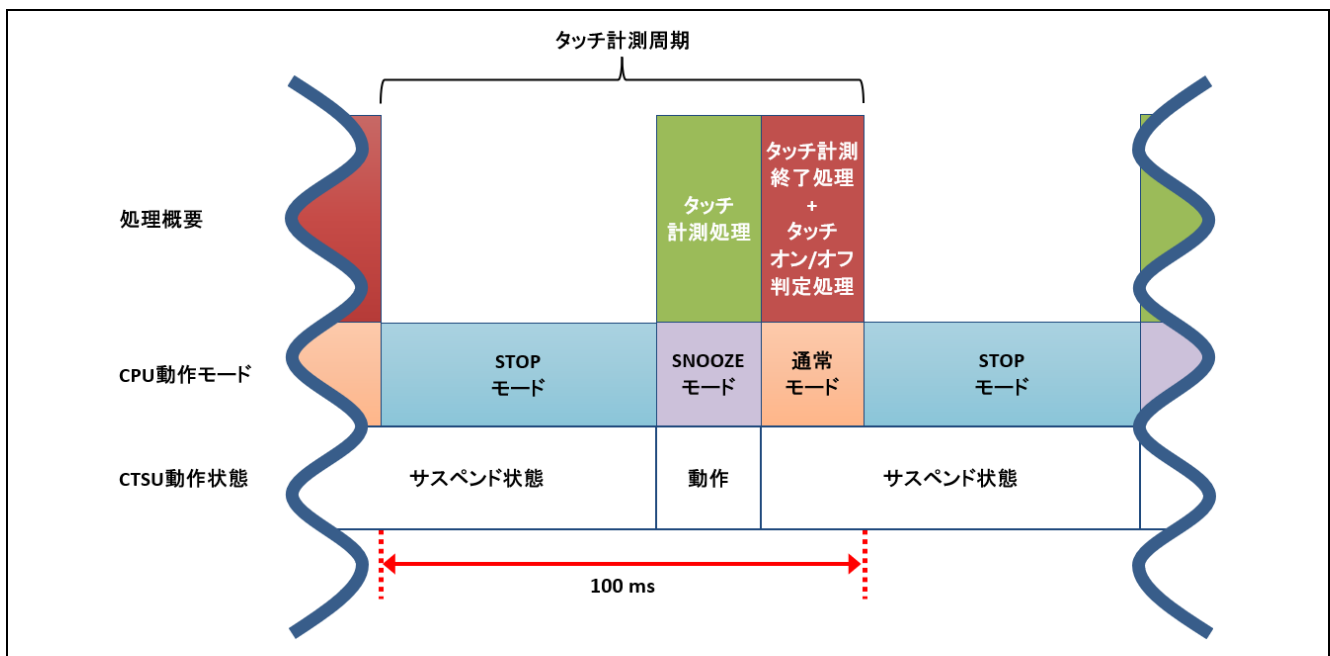 タッチ計測周期
処理概要
タッチ
計測処理
タッチ計測
終了処理
+
タッチ
オン/オフ
判定処理
CPU動作モード
STOP
モード
SNOOZE
モード
通常
モード
STOP
モード
CTSU動作状態
サスペンド状態
動作
サスペンド状態
100 ms